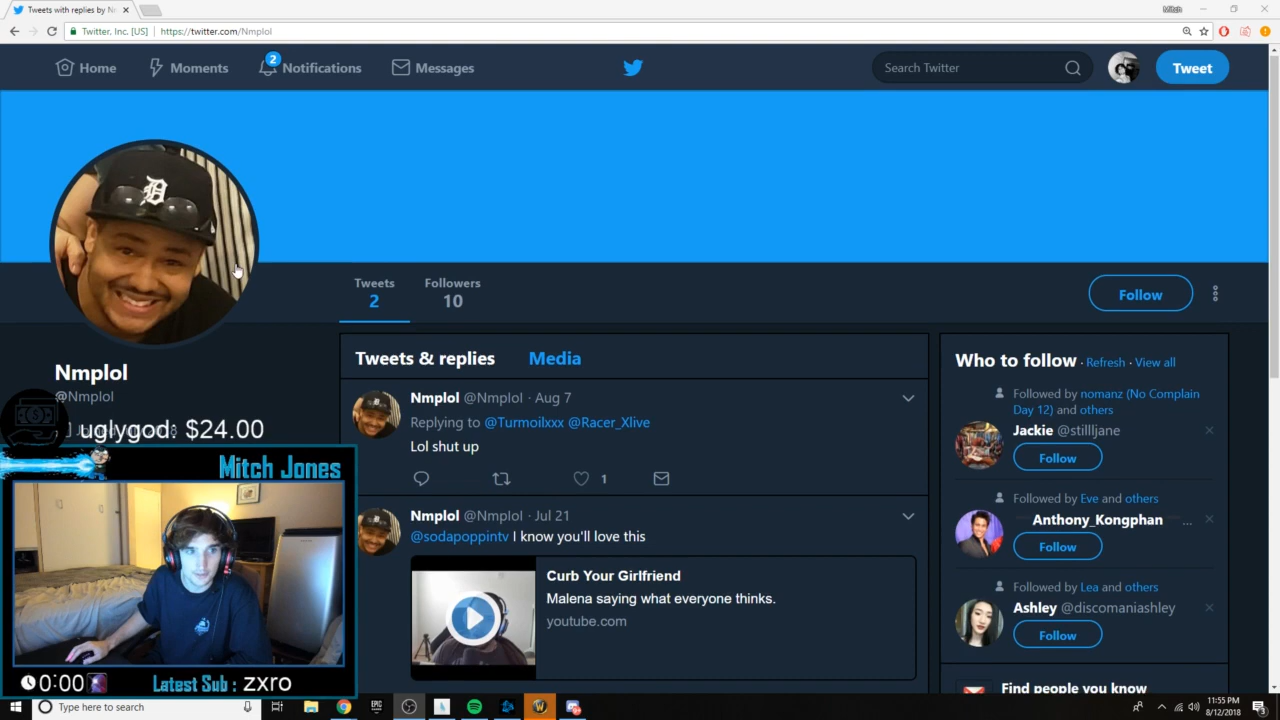 Tweets with replies by N
Mitch
Twitter, Inc. [US] | https://twitter.com/Nmplol
Home
Moments
2
Notifications
Messages
Search Twitter
Tweet
D
Tweets
2
Followers
10
Follow
Nmplol
@Nmplol
uglygod: $24.00
Tweets & replies
Media
Nmplol @Nmplol · Aug 7
Replying to @Turmoilxxx @Racer_Xlive
Lol shut up
1
Nmplol @Nmplol · Jul 21
@sodapoppintv I know you'll love this
Curb Your Girlfriend
Malena saying what everyone thinks.
youtube.com
Who to follow · Refresh · View all
Followed by nomanz (No Complain
Day 12) and others
Jackie @stillljane
Follow
Followed by Eve and others
Anthony_Kongphan ...
Follow
Followed by Lea and others
Ashley @discomaniashley
Follow
Find people you know
Mitch Jones
0:00
Latest Sub : zxro
Type here to search
EPIC
11:55 PM
8/12/2018
3